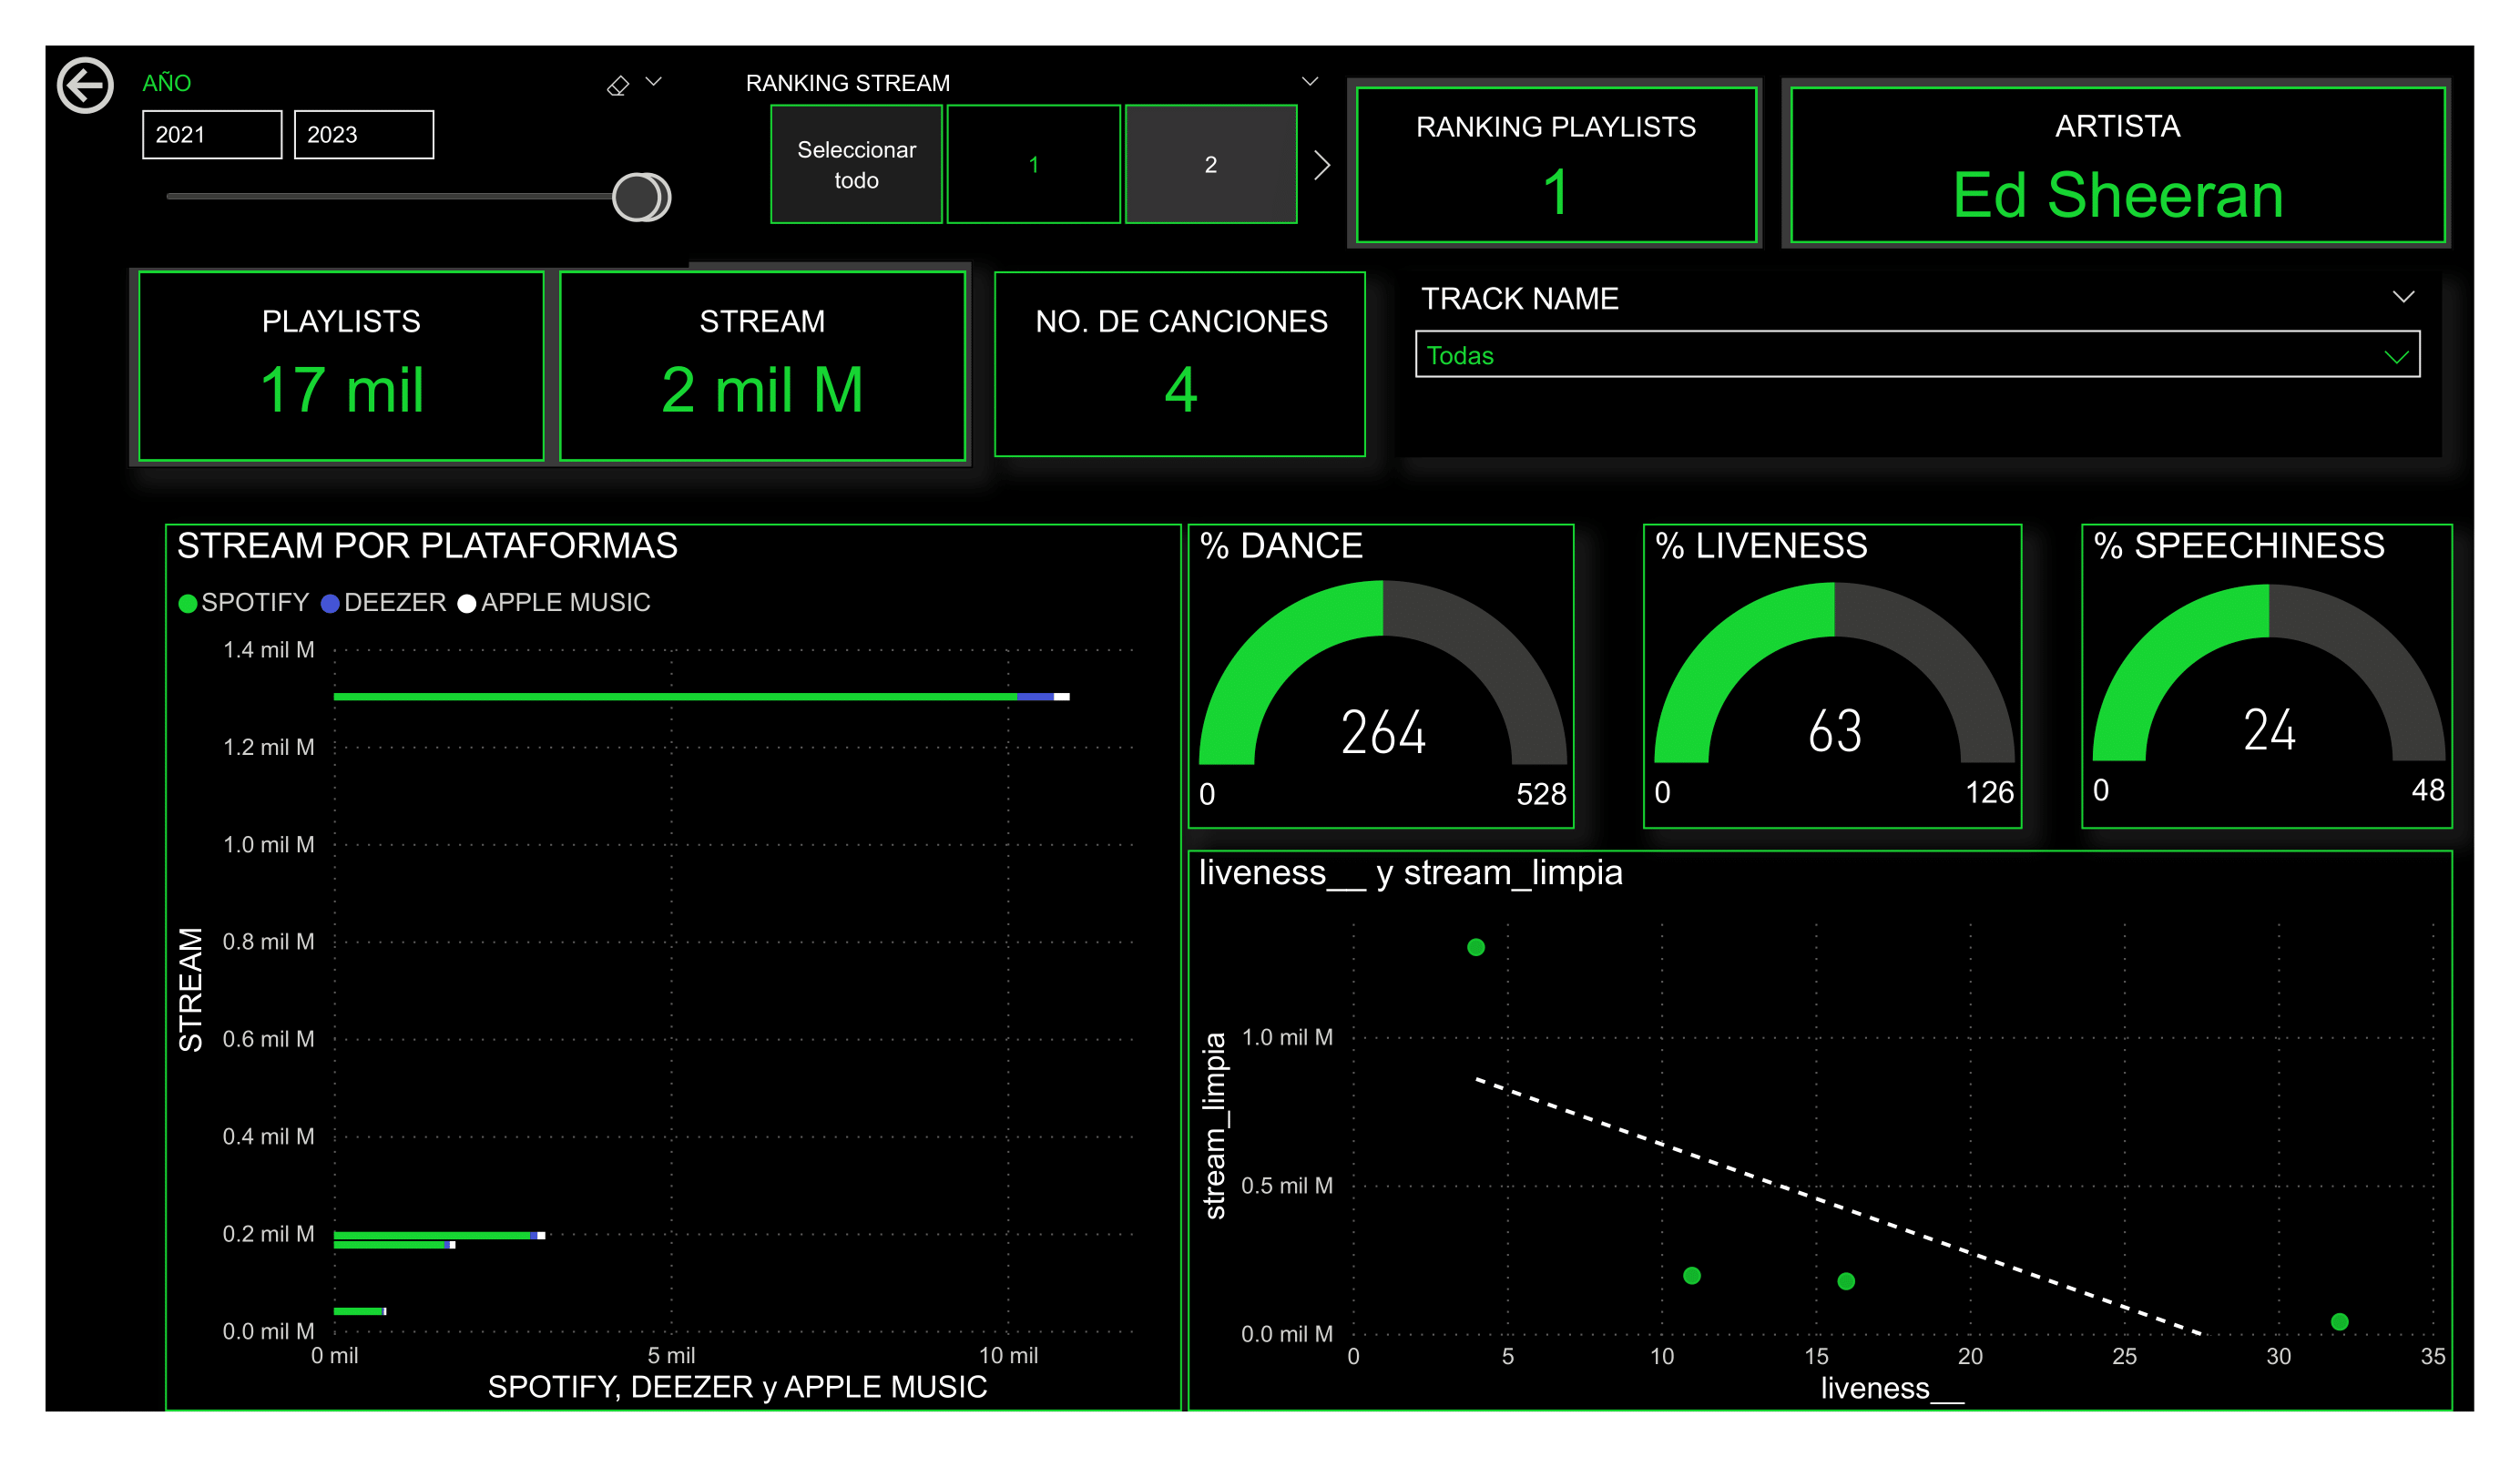 AÑO
2021
2023
RANKING STREAM
Seleccionar
todo
1
2
RANKING PLAYLISTS
1
ARTISTA
Ed Sheeran
PLAYLISTS
17 mil
STREAM
2 mil M
NO. DE CANCIONES
4
TRACK NAME
Todas
STREAM POR PLATAFORMAS
SPOTIFY DEEZER APPLE MUSIC
STREAM
1.4 mil M
1.2 mil M
1.0 mil M
0.8 mil M
0.6 mil M
0.4 mil M
0.2 mil M
0.0 mil M
0 mil 5 mil 10 mil
SPOTIFY, DEEZER y APPLE MUSIC
% DANCE
264
0 528
% LIVENESS
63
0 126
% SPEECHINESS
24
0 48
liveness__ y stream_limpia
stream_limpia
1.0 mil M
0.5 mil M
0.0 mil M
0 5 10 15 20 25 30 35
liveness__